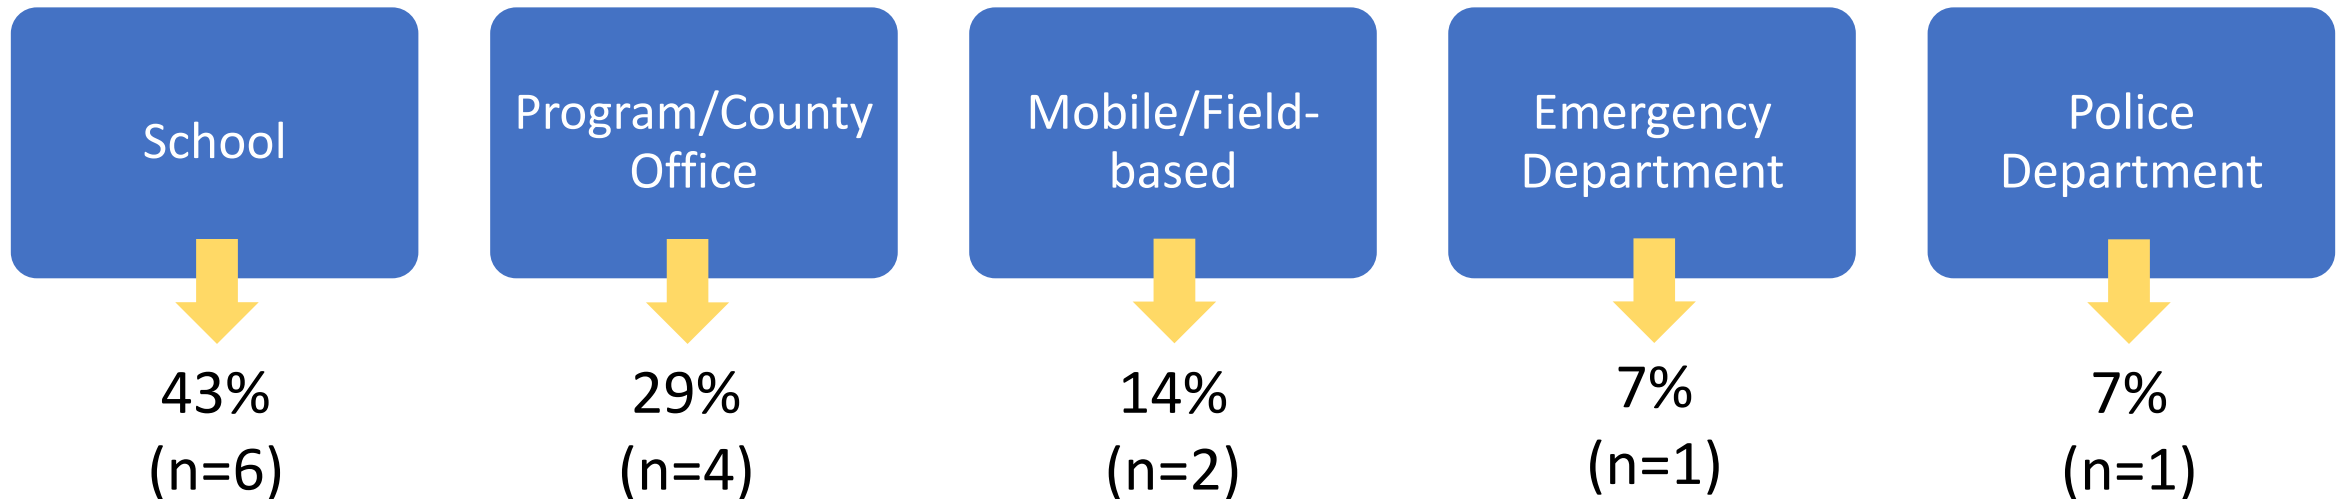 School
Program/County
Office
Mobile/Field-
based
Emergency
Department
Police
Department
43%
(n=6)
29%
(n=4)
14%
(n=2)
7%
(n=1)
7%
(n=1)